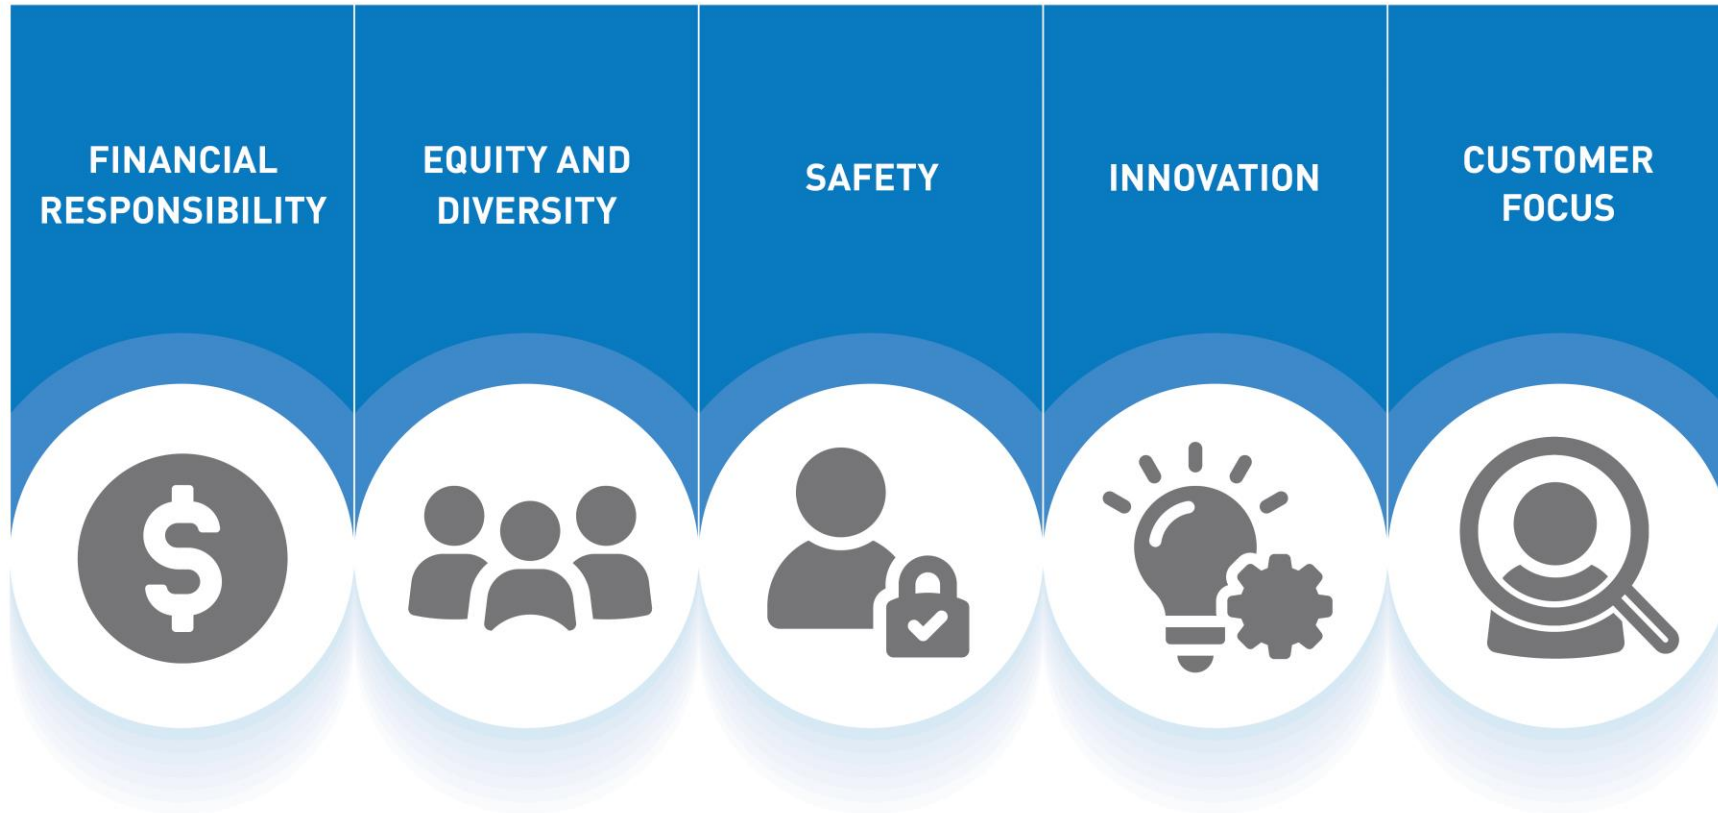 FINANCIAL
RESPONSIBILITY
EQUITY AND
DIVERSITY
SAFETY
INNOVATION
CUSTOMER
FOCUS
$